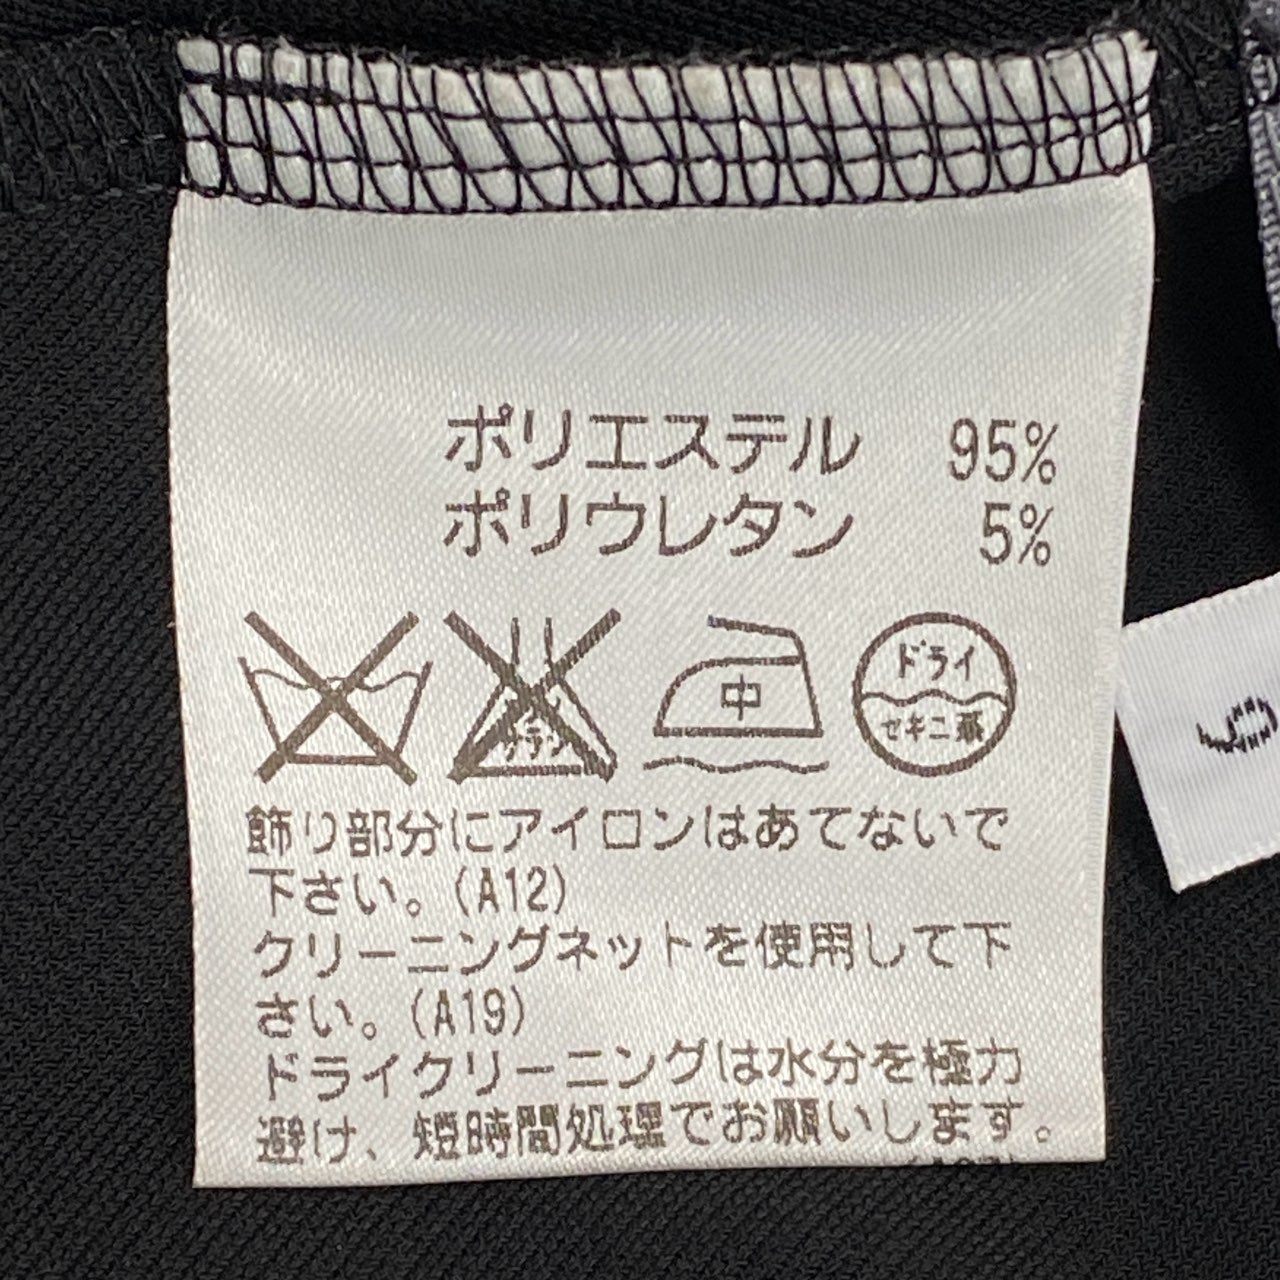 ポリエステル 95%
ポリウレタン 5%
サラシ
中
ドライ
セキユ系
飾り部分にアイロンはあてないで
下さい。(A12)
クリーニングネットを使用して下
さい。(A19)
ドライクリーニングは水分を極力
避け、短時間処理でお願いします。